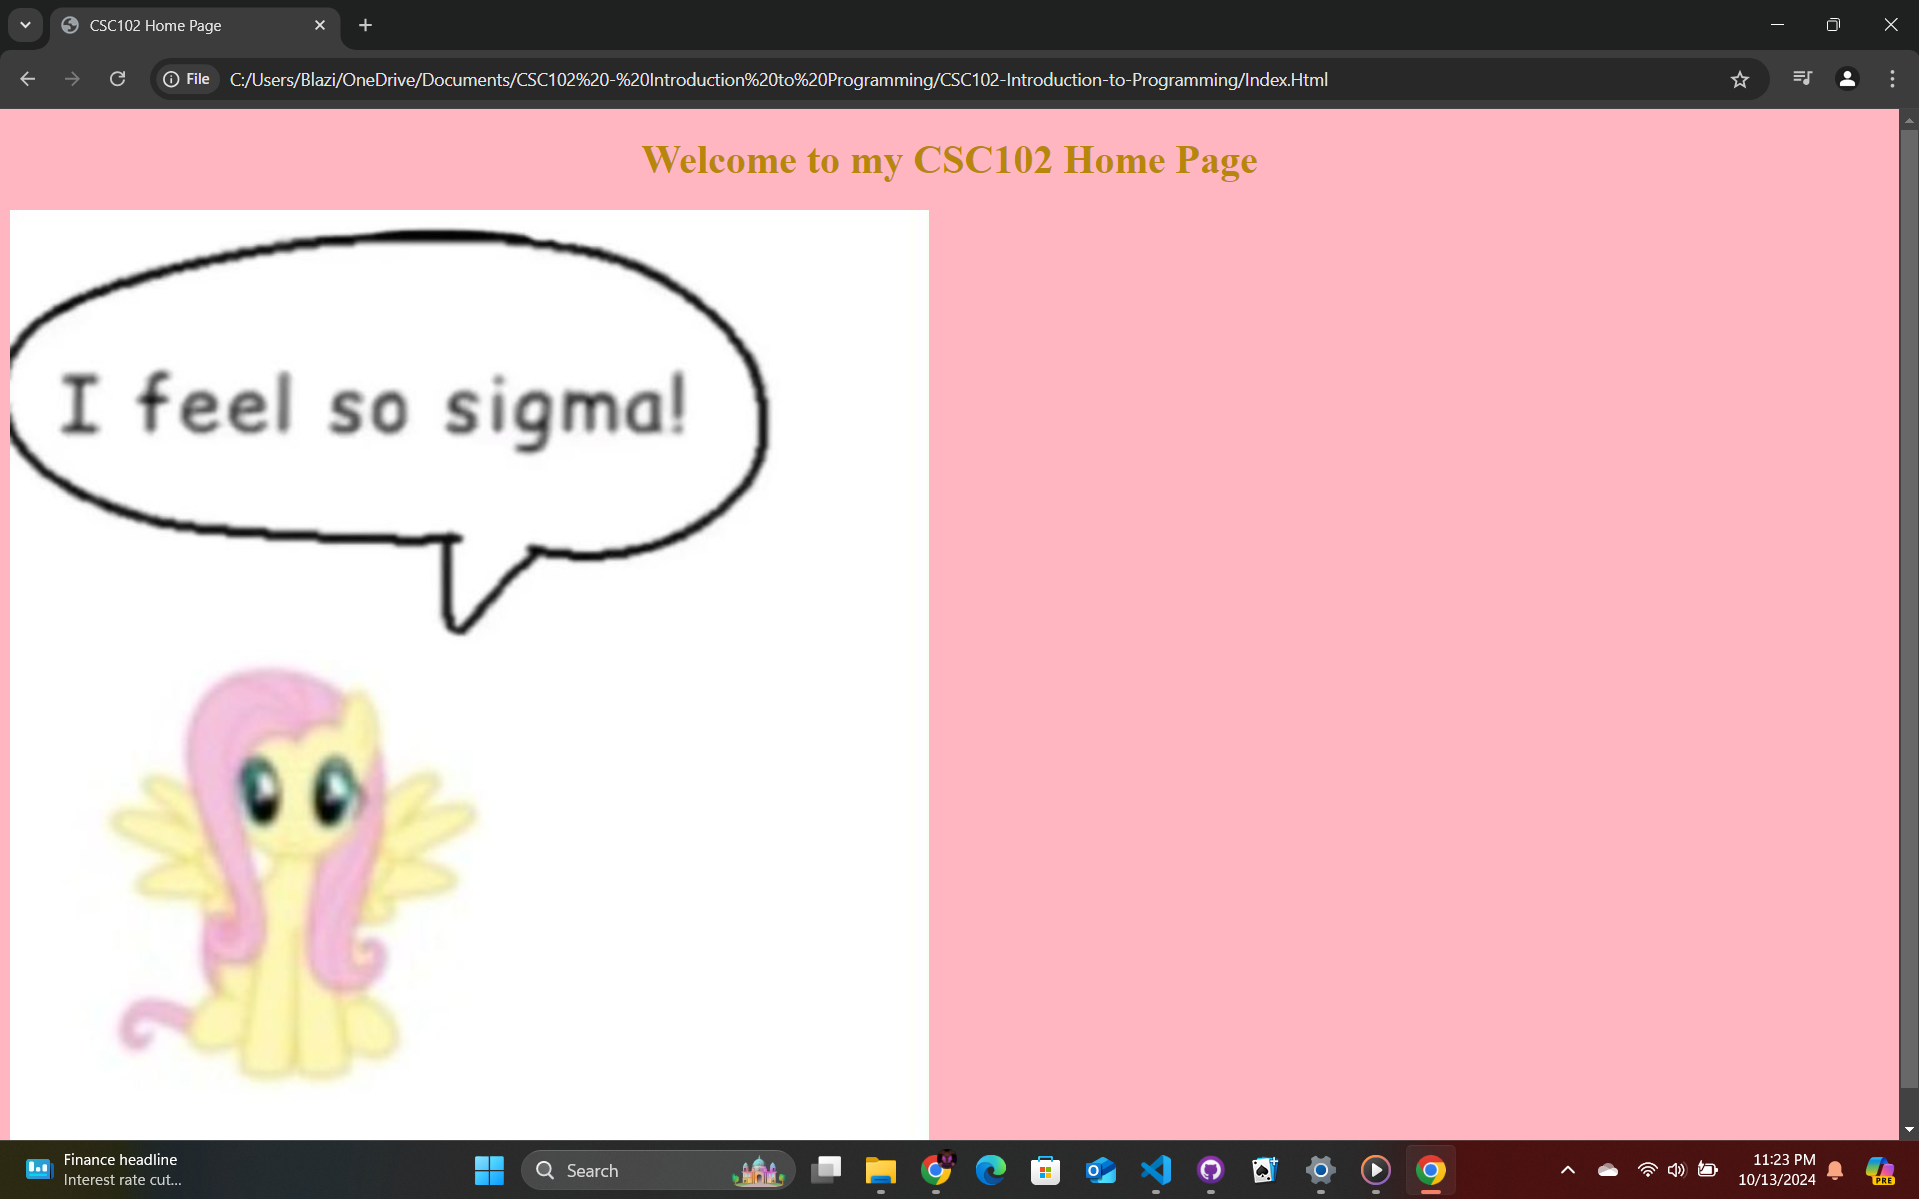 CSC102 Home Page
File
C:/Users/Blazi/OneDrive/Documents/CSC102%20-%20Introduction%20to%20Programming/CSC102-Introduction-to-Programming/Index.Html
Welcome to my CSC102 Home Page
I feel so sigma!
Finance headline
Interest rate cut...
Search
11:23 PM
10/13/2024
PRE